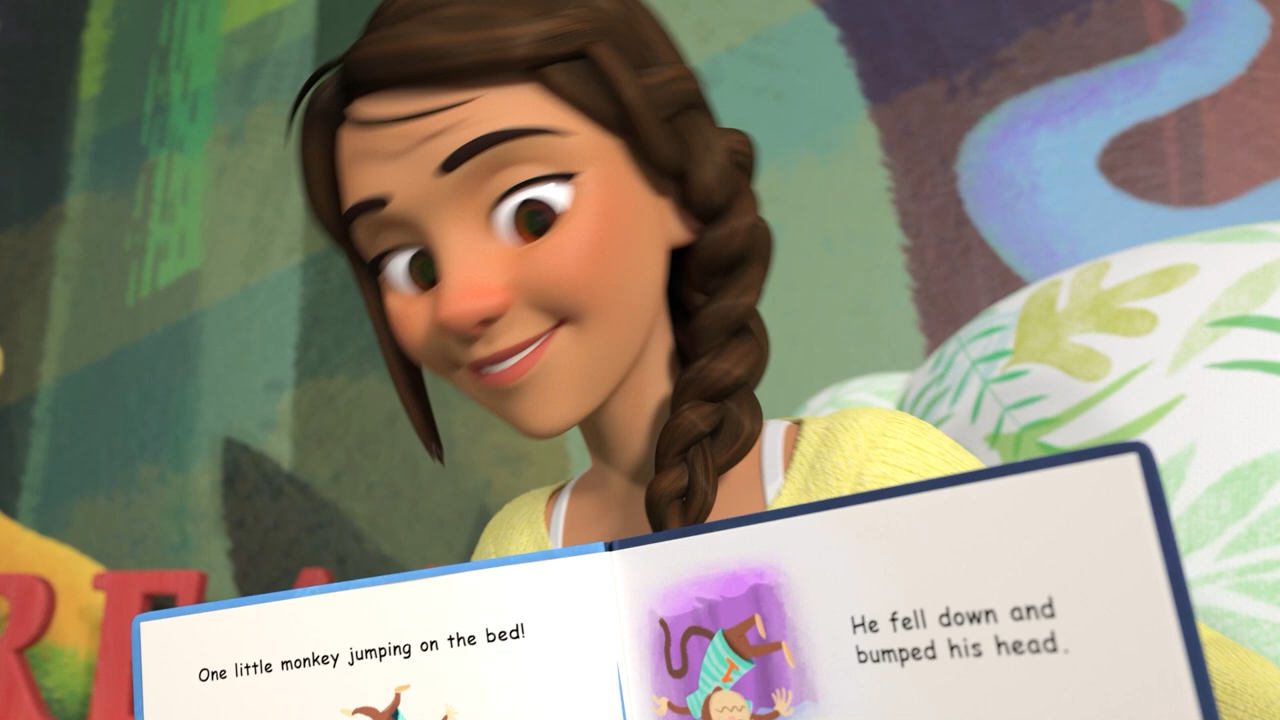 One little monkey jumping on the bed!
He fell down and
bumped his head.